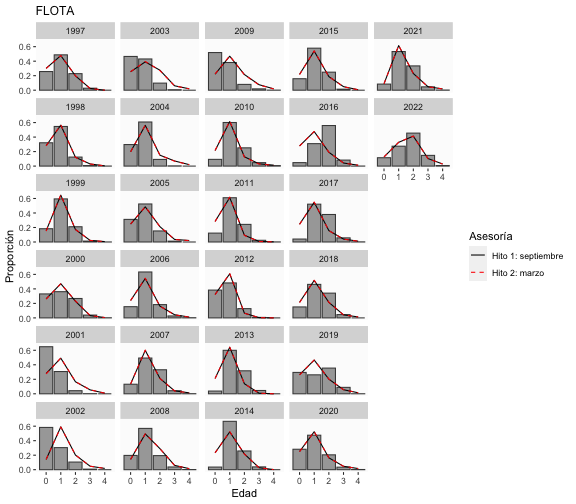 FLOTA
1997 2003 2009 2015 2021
0.6
0.4
0.2
0.0
1998 2004 2010 2016 2022
0.6
0.4
0.2
0.0
0 1 2 3 4
1999 2005 2011 2017
0.6
0.4
0.2
0.0
2000 2006 2012 2018
0.6
0.4
0.2
0.0
2001 2007 2013 2019
0.6
0.4
0.2
0.0
2002 2008 2014 2020
0.6
0.4
0.2
0.0
0 1 2 3 4 0 1 2 3 4 0 1 2 3 4 0 1 2 3 4
Edad
Proporción
Asesoría
Hito 1: septiembre
Hito 2: marzo